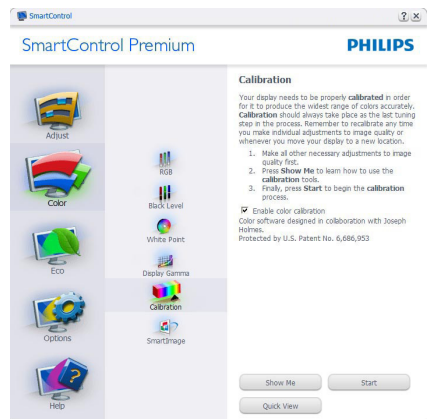 SmartControl
SmartControl Premium
PHILIPS
Adjust
Color
Eco
Options
Help
RGB
Black Level
White Point
Display Gamma
Calibration
SmartImage
Calibration
Your display needs to be properly calibrated in order
for it to produce the widest range of colors accurately.
Calibration should always take place as the last tuning
step in the process. Remember to recalibrate any time
you make individual adjustments to image quality or
whenever you move your display to a new location.
1. Make all other necessary adjustments to image
quality first.
2. Press Show Me to learn how to use the
calibration tools.
3. Finally, press Start to begin the calibration
process.
Enable color calibration
Color software designed in collaboration with Joseph
Holmes.
Protected by U.S. Patent No. 6,686,953
Show Me
Start
Quick View